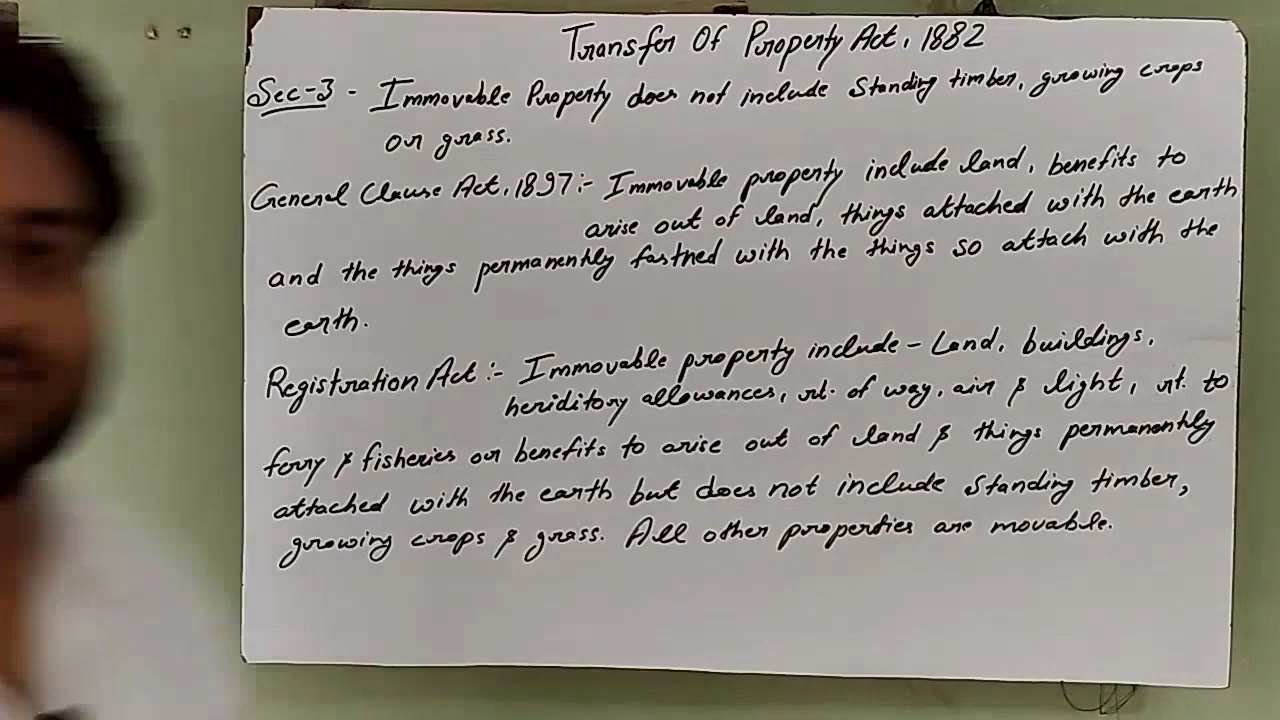 Transfer Of Property Act, 1882
Sec-3 - Immovable Property does not include Standing timber, growing crops
or grass.
General Clause Act, 1897:- Immovable property include land, benefits to
arise out of land, things attached with the earth
and the things permanenhly fastned with the things so attach with the
earth.
Registration Act :- Immovable property include - Land, buildings,
heriditory allowances, rt. of way, air & light, rt. to
ferry & fisheries or benefits to arise out of land & things permanenhly
attached with the earth but does not include Standing timber,
growing crops & grass. All other properties are movable.